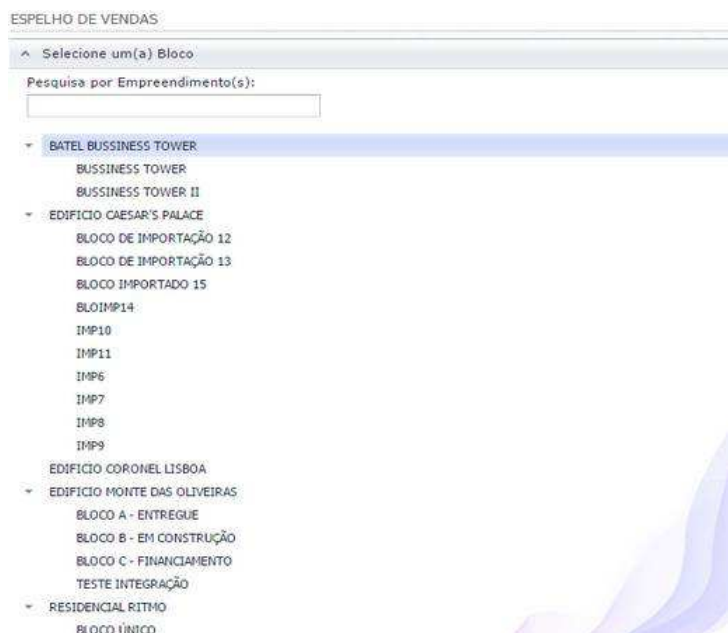 ESPELHO DE VENDAS
Selecione um(a) Bloco
Pesquisa por Empreendimento(s):
BATEL BUSSINESS TOWER
BUSSINESS TOWER
BUSSINESS TOWER II
EDIFICIO CAESAR'S PALACE
BLOCO DE IMPORTAÇÃO 12
BLOCO DE IMPORTAÇÃO 13
BLOCO IMPORTADO 15
BLOIMP14
IMP10
IMP11
IMP6
IMP7
IMP8
IMP9
EDIFICIO CORONEL LISBOA
EDIFICIO MONTE DAS OLIVEIRAS
BLOCO A - ENTREGUE
BLOCO B - EM CONSTRUÇÃO
BLOCO C - FINANCIAMENTO
TESTE INTEGRAÇÃO
RESIDENCIAL RITMO
BLOCO ÚNICO